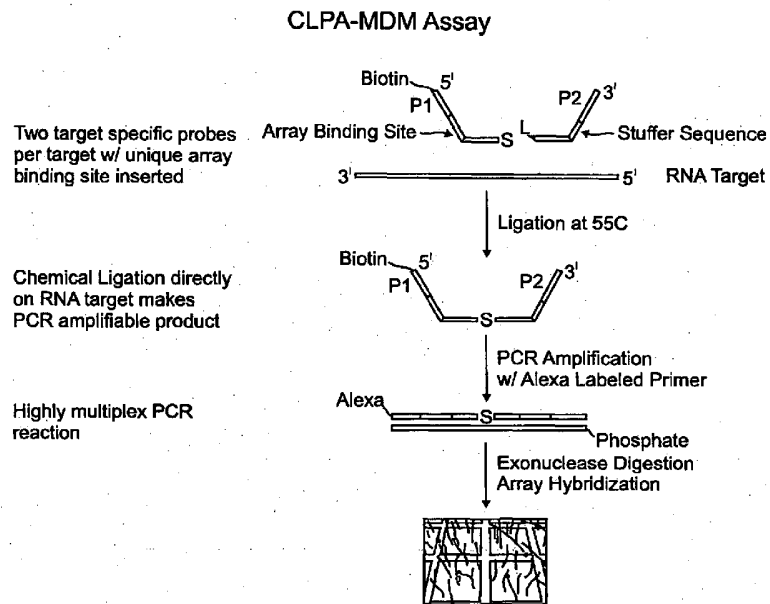 CLPA-MDM Assay
Biotin
5'
P1
Array Binding Site
S
L
P2
3'
Stuffer Sequence
Two target specific probes
per target w/ unique array
binding site inserted
3'
5'
RNA Target
Ligation at 55C
Chemical Ligation directly
on RNA target makes
PCR amplifiable product
Biotin
5'
P1
S
P2
3'
PCR Amplification
w/ Alexa Labeled Primer
Highly multiplex PCR
reaction
Alexa
S
Phosphate
Exonuclease Digestion
Array Hybridization